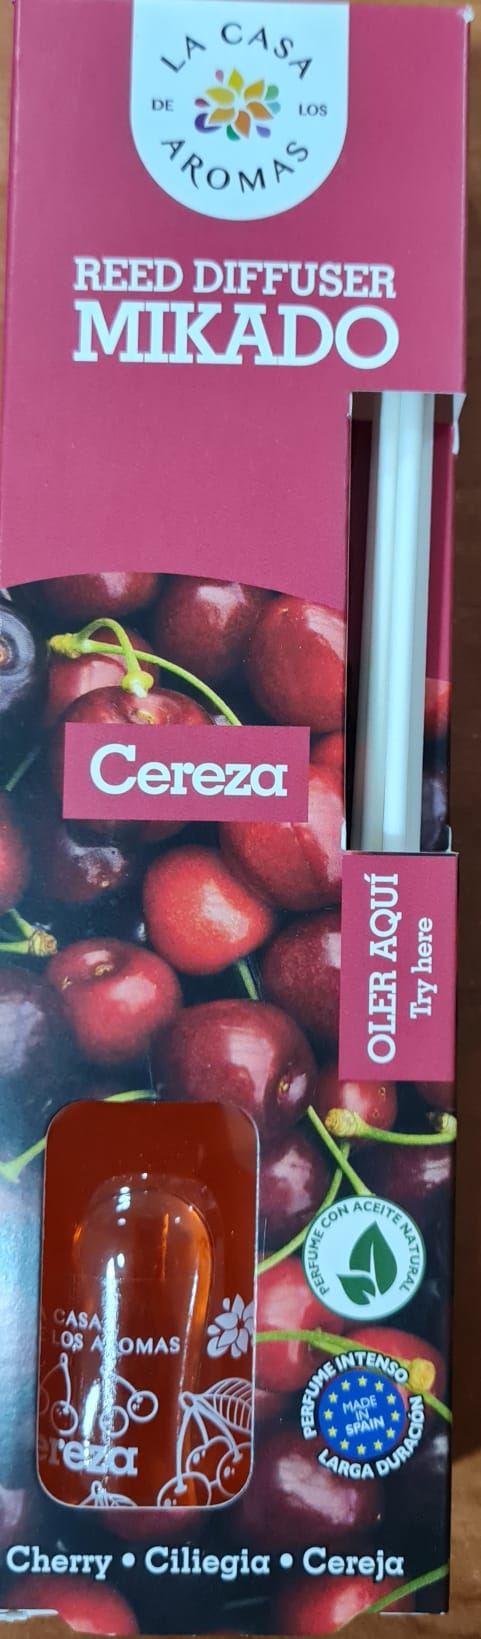 LA CASA
DE LOS
AROMAS
REED DIFFUSER
MIKADO
Cereza
OLER AQUÍ
Try here
PERFUME CON ACEITE NATURAL
CASA
LOS AROMAS
ereza
PERFUME INTENSO
MADE
IN
SPAIN
LARGA DURACIÓN
Cherry • Ciliegia • Cereja